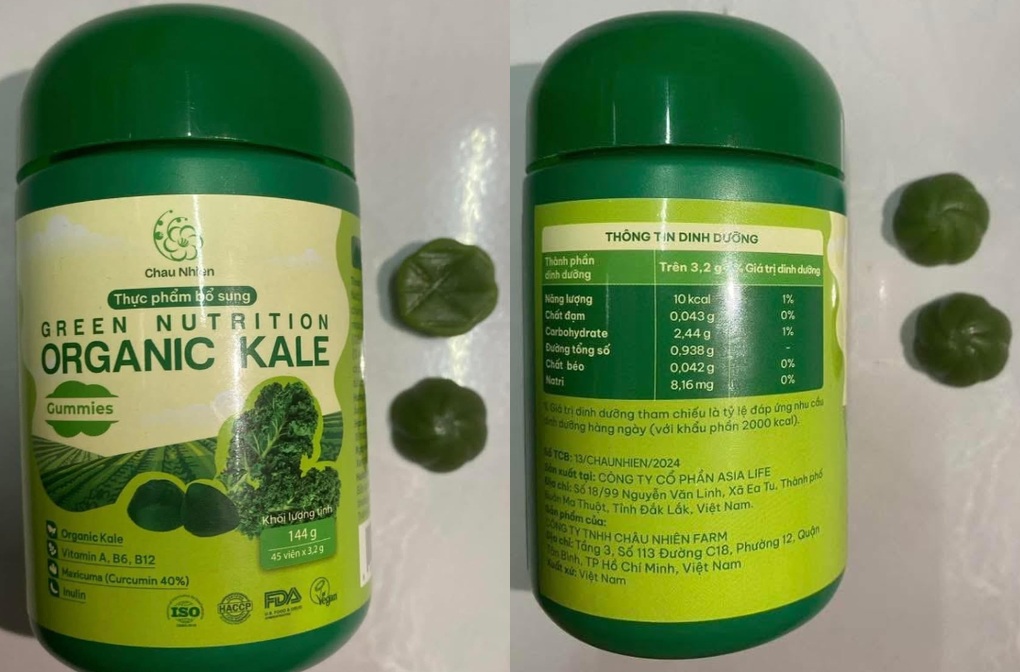 Chau Nhien
Thực phẩm bổ sung
GREEN NUTRITION
ORGANIC KALE
Gummies
Khối lượng tịnh
144 g
45 viên x 3,2 g
Organic Kale
Vitamin A, B6, B12
Maxicuma (Curcumin 40%)
Inulin
ISO
HACCP
FDA
Vegan
THÔNG TIN DINH DƯỠNG
Thành phần dinh dưỡng Trên 3,2 g % Giá trị dinh dưỡng
Năng lượng 10 kcal 1%
Chất đạm 0,043 g 0%
Carbohydrate 2,44 g 1%
Đường tổng số 0,938 g -
Chất béo 0,042 g 0%
Natri 8,16 mg 0%
% Giá trị dinh dưỡng tham chiếu là tỷ lệ đáp ứng nhu cầu
dinh dưỡng hàng ngày (với khẩu phần 2000 kcal).
Số TCB: 13/CHAUNHIEN/2024
Sản xuất tại: CÔNG TY CỔ PHẦN ASIA LIFE
Địa chỉ: Số 18/99 Nguyễn Văn Linh, Xã Ea Tu, Thành phố
Buôn Ma Thuột, Tỉnh Đắk Lắk, Việt Nam.
Sản phẩm của:
CÔNG TY TNHH CHÂU NHIÊN FARM
Địa chỉ: Tầng 3, Số 113 Đường C18, Phường 12, Quận
Tân Bình, TP Hồ Chí Minh, Việt Nam
Xuất xứ: Việt Nam